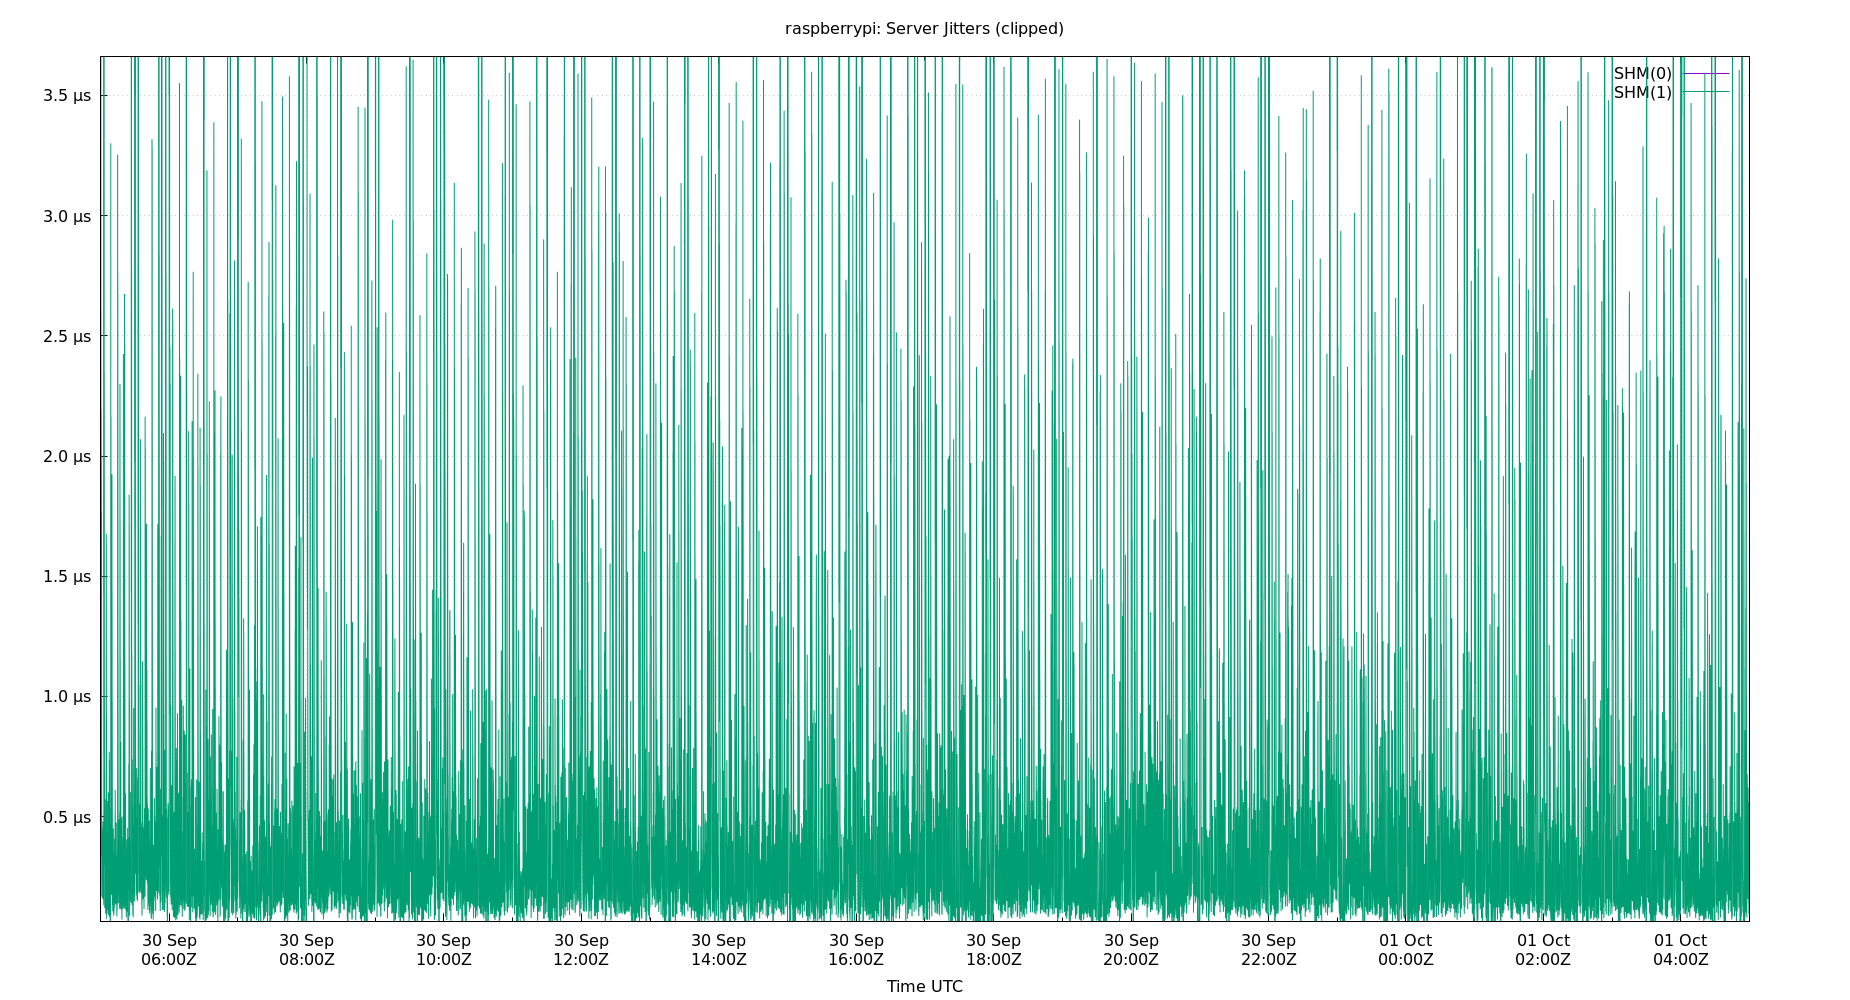 raspberrypi: Server Jitters (clipped)
SHM(0)
SHM(1)
3.5 µs
3.0 µs
2.5 µs
2.0 µs
1.5 µs
1.0 µs
0.5 µs
30 Sep 30 Sep 30 Sep 30 Sep 30 Sep 30 Sep 30 Sep 30 Sep 30 Sep 01 Oct 01 Oct 01 Oct
06:00Z 08:00Z 10:00Z 12:00Z 14:00Z 16:00Z 18:00Z 20:00Z 22:00Z 00:00Z 02:00Z 04:00Z
Time UTC